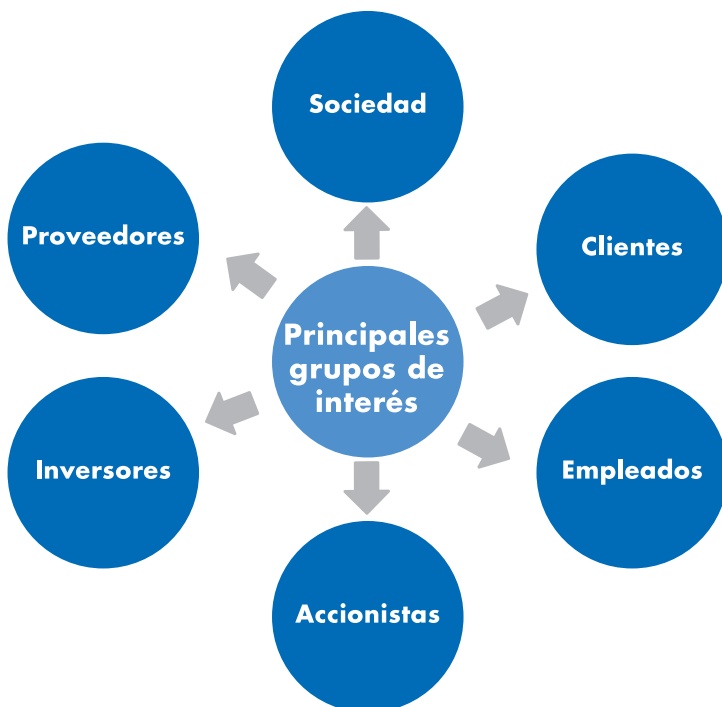 Sociedad
Proveedores
Clientes
Principales
grupos de
interés
Inversores
Empleados
Accionistas